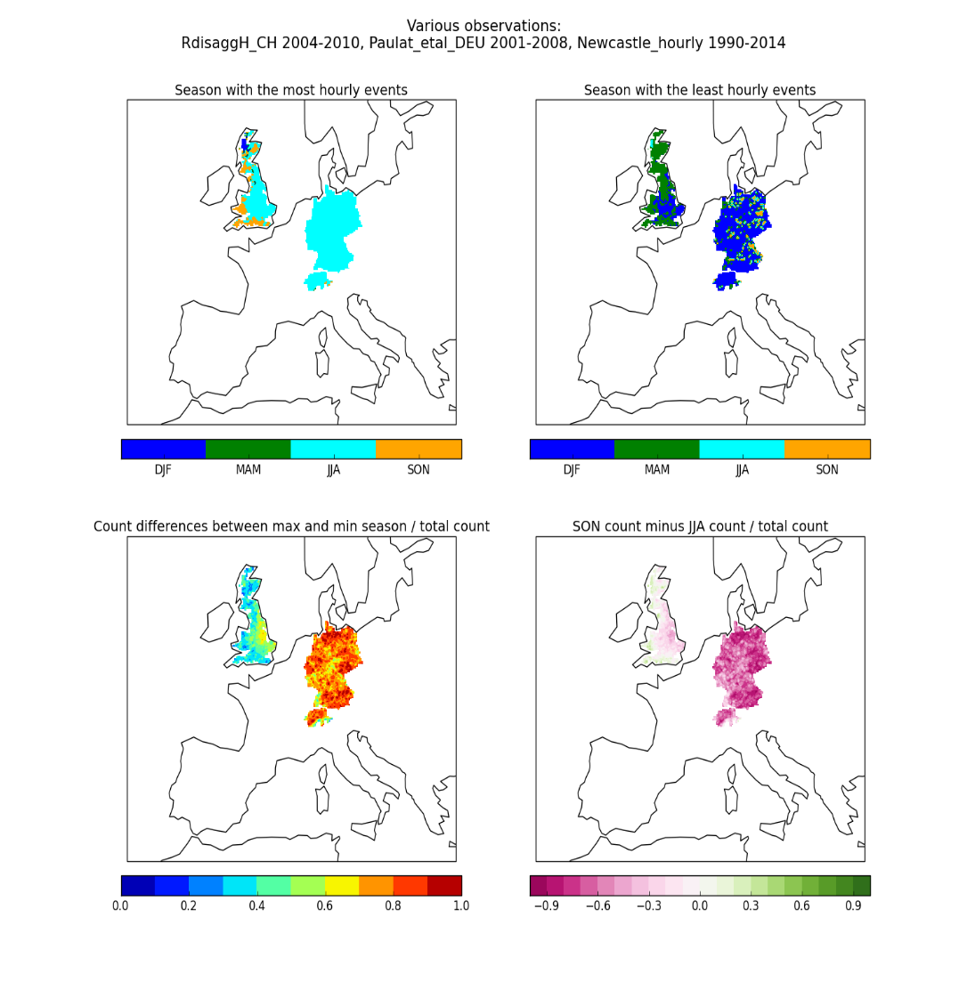 Various observations:
RdisaggH_CH 2004-2010, Paulat_etal_DEU 2001-2008, Newcastle_hourly 1990-2014
Season with the most hourly events
Season with the least hourly events
DJF MAM JJA SON
DJF MAM JJA SON
Count differences between max and min season / total count
SON count minus JJA count / total count
0.0 0.2 0.4 0.6 0.8 1.0
−0.9 −0.6 −0.3 0.0 0.3 0.6 0.9